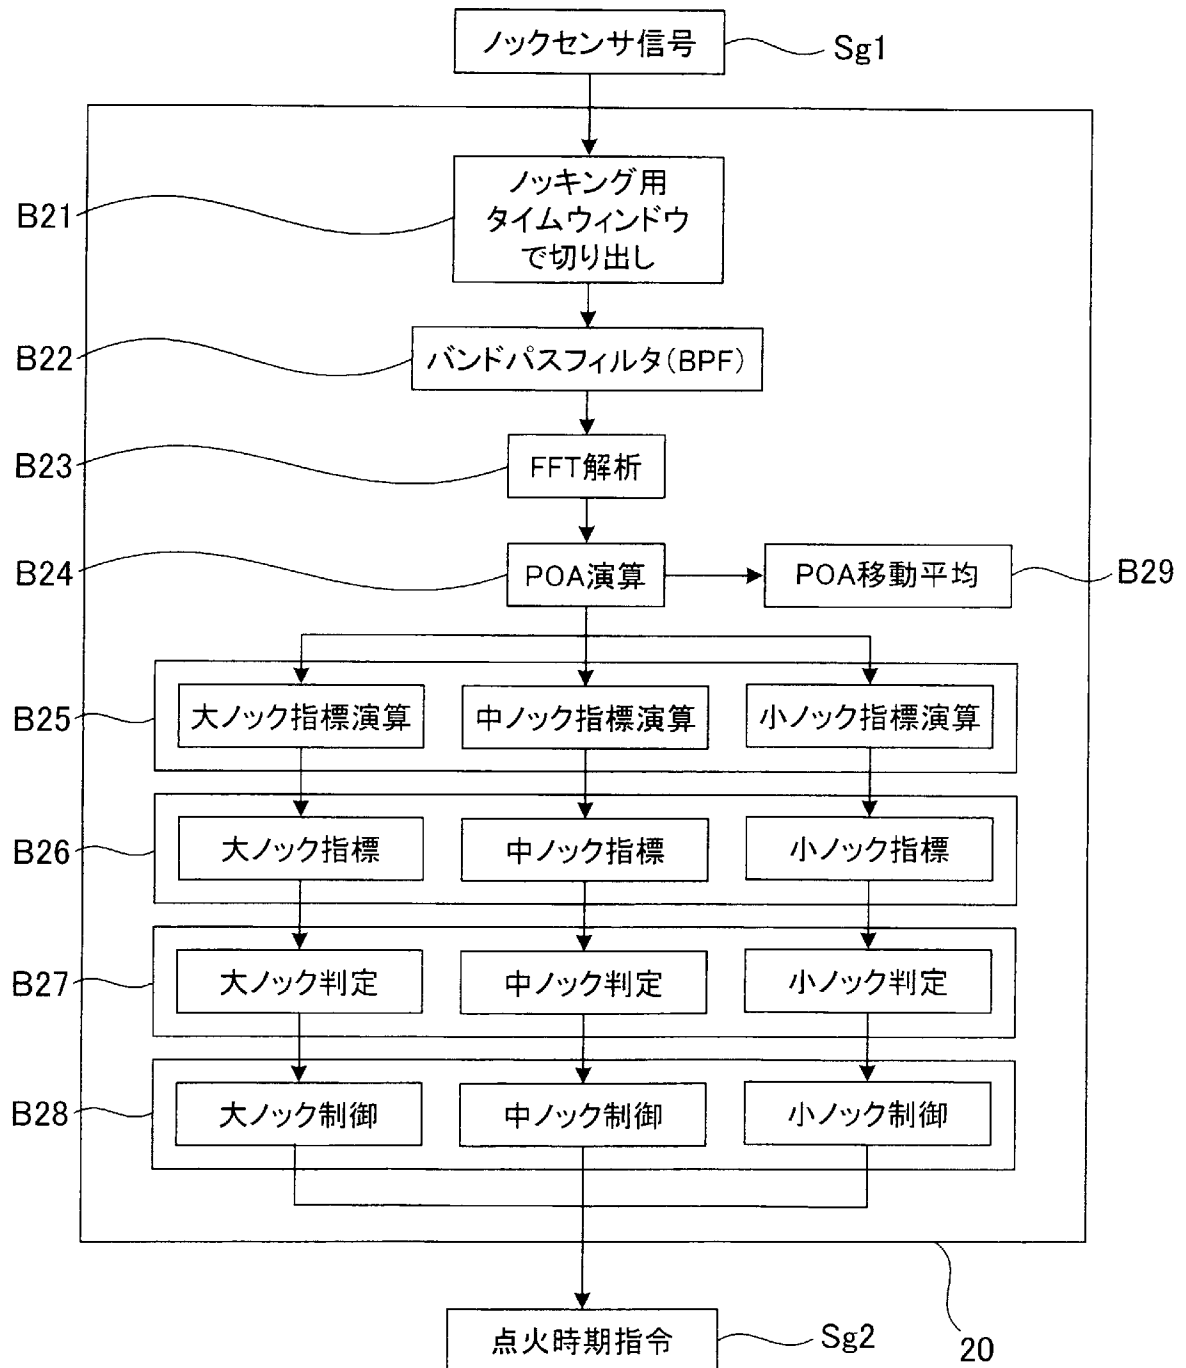 ノックセンサ信号
Sg1
B21
ノッキング用
タイムウィンドウ
で切り出し
B22
バンドパスフィルタ(BPF)
B23
FFT解析
B24
POA演算
POA移動平均
B29
B25
大ノック指標演算
中ノック指標演算
小ノック指標演算
B26
大ノック指標
中ノック指標
小ノック指標
B27
大ノック判定
中ノック判定
小ノック判定
B28
大ノック制御
中ノック制御
小ノック制御
点火時期指令
Sg2
20